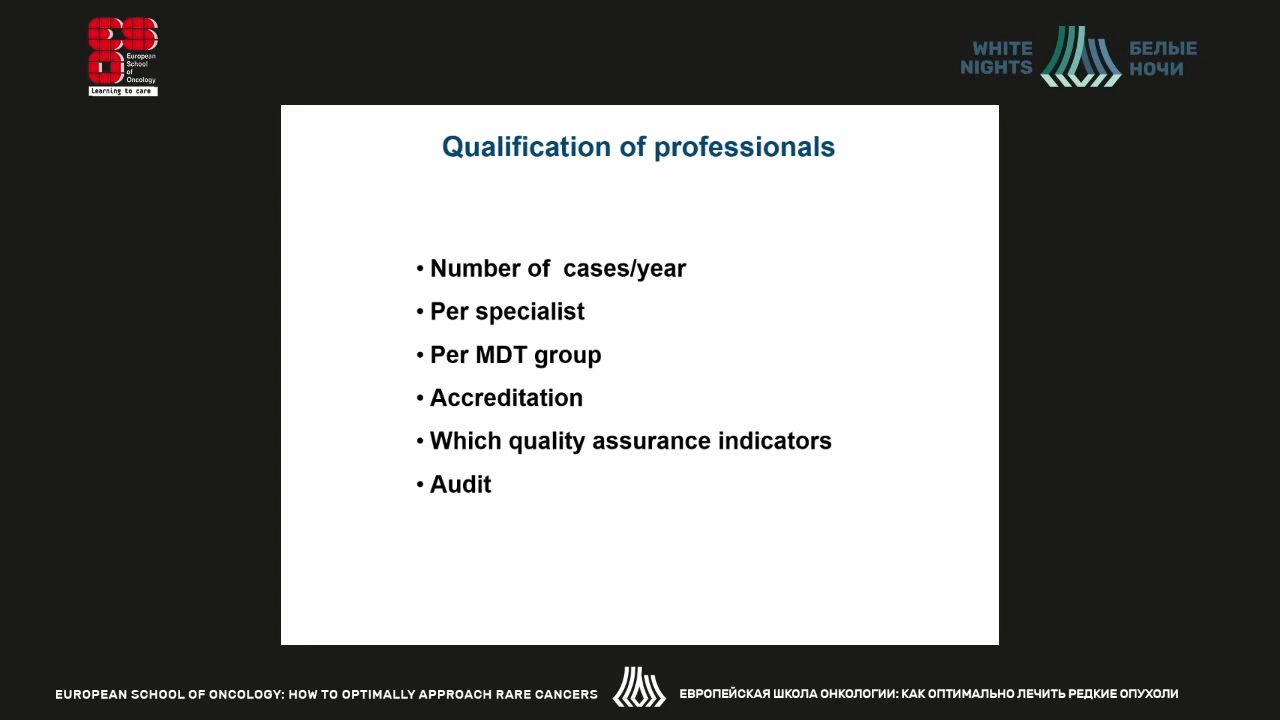 European
School
of
Oncology
Learning to care
WHITE
NIGHTS
БЕЛЫЕ
НОЧИ
Qualification of professionals
• Number of  cases/year
• Per specialist
• Per MDT group
• Accreditation
• Which quality assurance indicators
• Audit
EUROPEAN SCHOOL OF ONCOLOGY: HOW TO OPTIMALLY APPROACH RARE CANCERS
ЕВРОПЕЙСКАЯ ШКОЛА ОНКОЛОГИИ: КАК ОПТИМАЛЬНО ЛЕЧИТЬ РЕДКИЕ ОПУХОЛИ